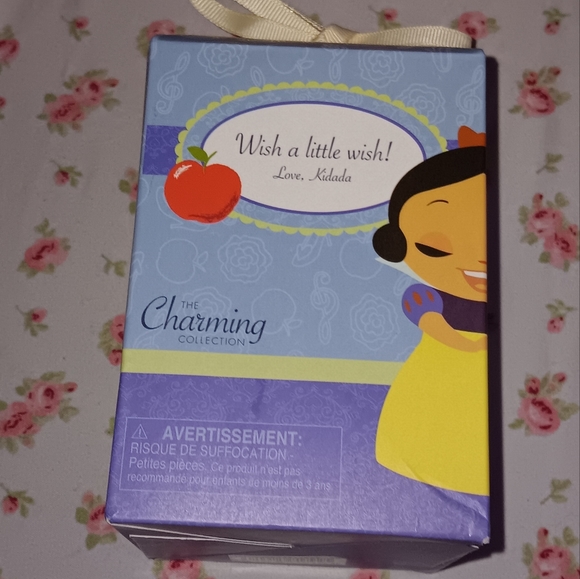 Wish a little wish!
Love, Kidada
THE
Charming
COLLECTION
⚠ AVERTISSEMENT:
RISQUE DE SUFFOCATION -
Petites pièces. Ce produit n'est pas
recommandé pour enfants de moins de 3 ans.